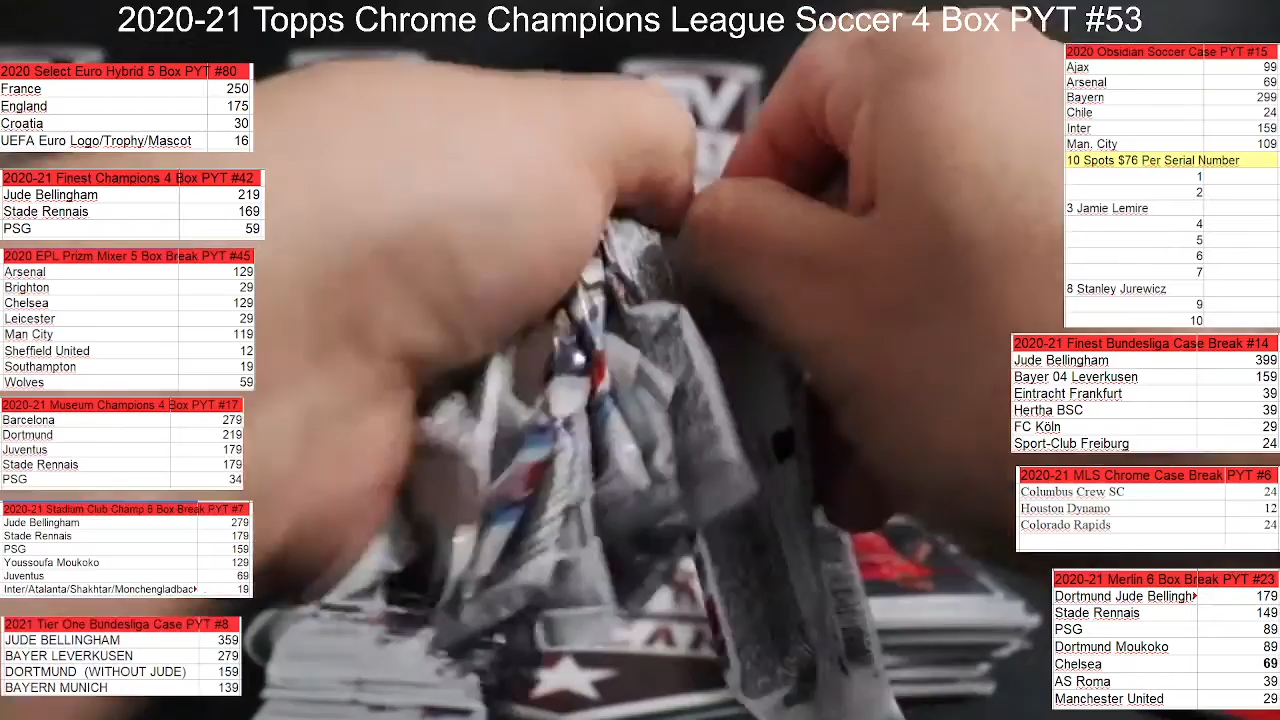 2020-21 Topps Chrome Champions League Soccer 4 Box PYT #53
2020 Select Euro Hybrid 5 Box PYT #80
France 250
England 175
Croatia 30
UEFA Euro Logo/Trophy/Mascot 16
2020-21 Finest Champions 4 Box PYT #42
Jude Bellingham 219
Stade Rennais 169
PSG 59
2020 EPL Prizm Mixer 5 Box Break PYT #45
Arsenal 129
Brighton 29
Chelsea 129
Leicester 29
Man City 119
Sheffield United 12
Southampton 19
Wolves 59
2020-21 Museum Champions 4 Box PYT #17
Barcelona 279
Dortmund 219
Juventus 179
Stade Rennais 179
PSG 34
2020-21 Stadium Club Champ 6 Box Break PYT #7
Jude Bellingham 279
Stade Rennais 179
PSG 159
Youssoufa Moukoko 129
Juventus 69
Inter/Atalanta/Shakhtar/Monchengladbac 19
2021 Tier One Bundesliga Case PYT #8
JUDE BELLINGHAM 359
BAYER LEVERKUSEN 279
DORTMUND (WITHOUT JUDE) 159
BAYERN MUNICH 139
2020 Obsidian Soccer Case PYT #15
Ajax 99
Arsenal 69
Bayern 299
Chile 24
Inter 159
Man. City 109
10 Spots $76 Per Serial Number
1
2
3 Jamie Lemire
4
5
6
7
8 Stanley Jurewicz
9
10
2020-21 Finest Bundesliga Case Break #14
Jude Bellingham 399
Bayer 04 Leverkusen 159
Eintracht Frankfurt 39
Hertha BSC 39
FC Köln 29
Sport-Club Freiburg 24
2020-21 MLS Chrome Case Break PYT #6
Columbus Crew SC 24
Houston Dynamo 12
Colorado Rapids 24
2020-21 Merlin 6 Box Break PYT #23
Dortmund Jude Bellingh 179
Stade Rennais 149
PSG 89
Dortmund Moukoko 89
Chelsea 69
AS Roma 39
Manchester United 29